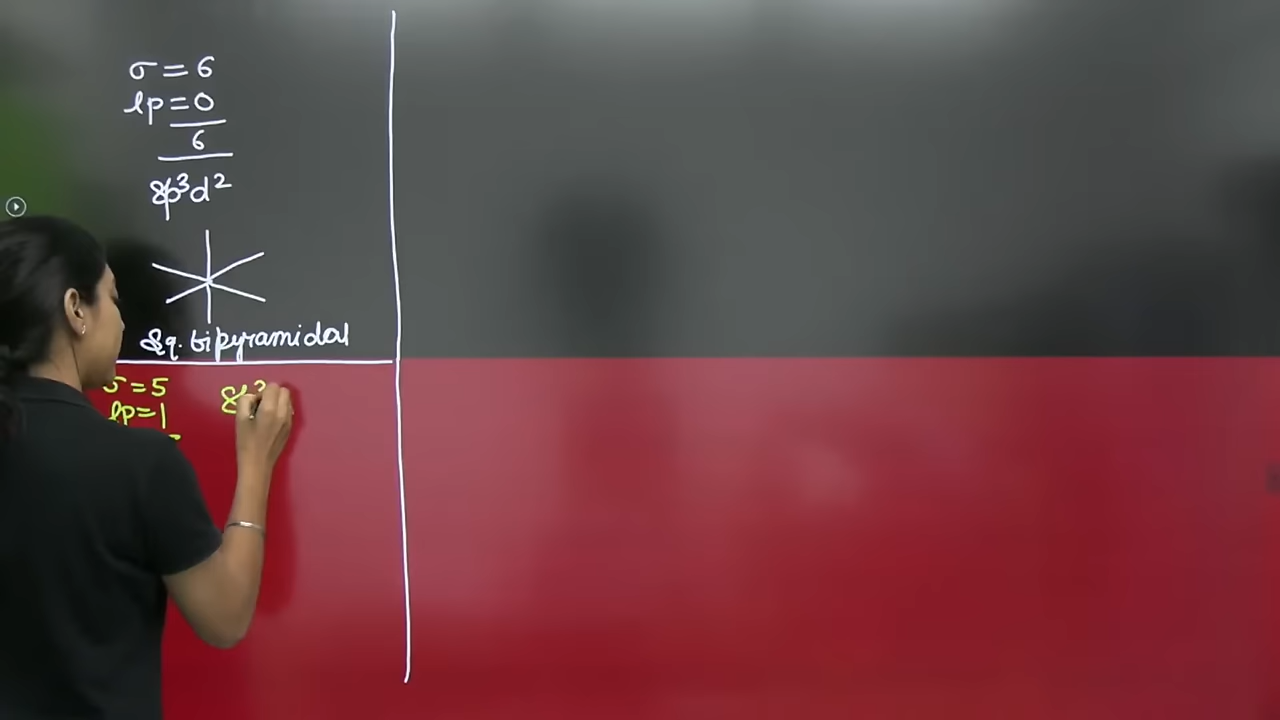 σ = 6
lp = 0
6
sp³d²
Sq. bipyramidal
σ = 5
lp = 1